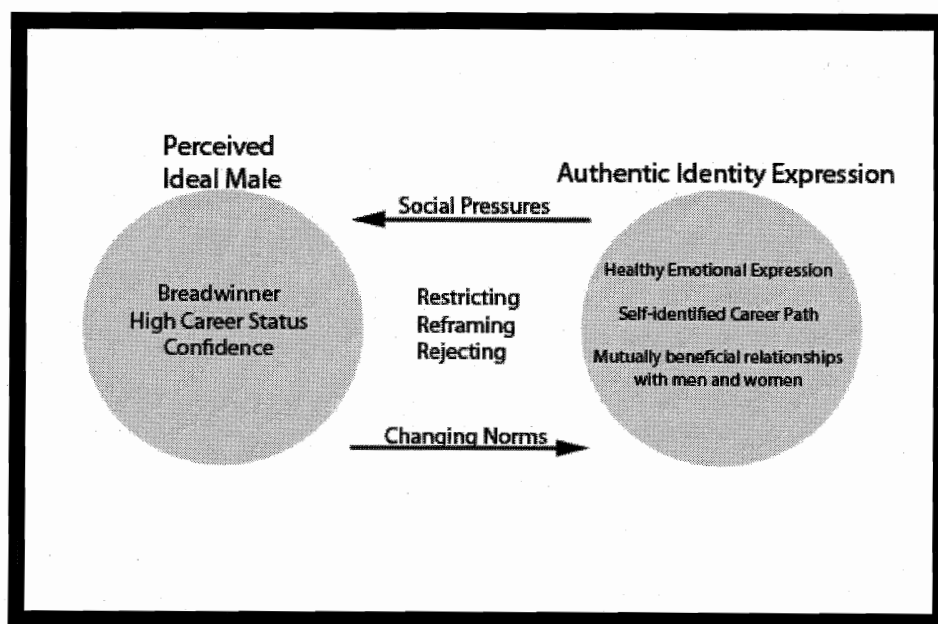 Perceived
Ideal Male
Authentic Identity Expression
Social Pressures
Breadwinner
High Career Status
Confidence
Restricting
Reframing
Rejecting
Healthy Emotional Expression
Self-identified Career Path
Mutually beneficial relationships
with men and women
Changing Norms